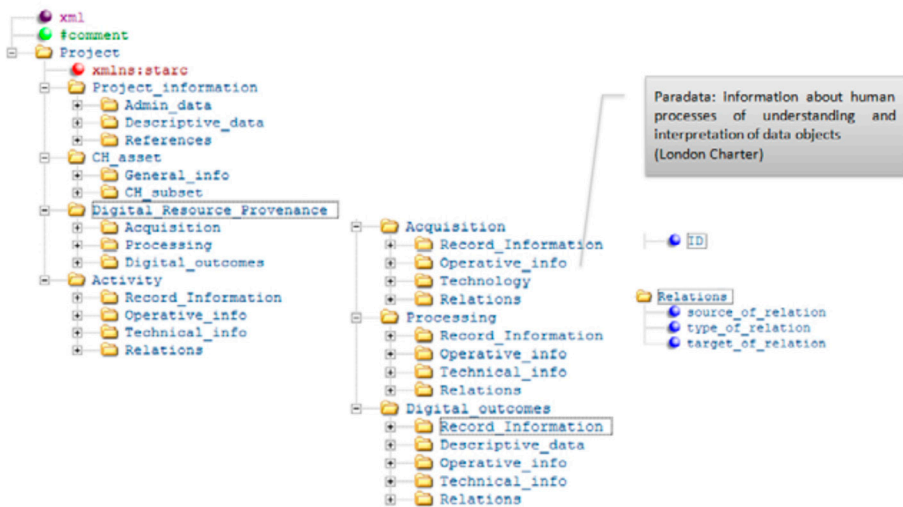 xml
#comment
Project
xmlns:starc
Project_information
Admin_data
Descriptive_data
References
CH_asset
General_info
CH_subset
Digital_Resource_Provenance
Acquisition
Processing
Digital_outcomes
Activity
Record_Information
Operative_info
Technical_info
Relations
Acquisition
Record_Information
Operative_info
Technology
Relations
Processing
Record_Information
Operative_info
Technical_info
Relations
Digital_outcomes
Record_Information
Descriptive_data
Operative_info
Technical_info
Relations
Paradata: Information about human
processes of understanding and
interpretation of data objects
(London Charter)
ID
Relations
source_of_relation
type_of_relation
target_of_relation